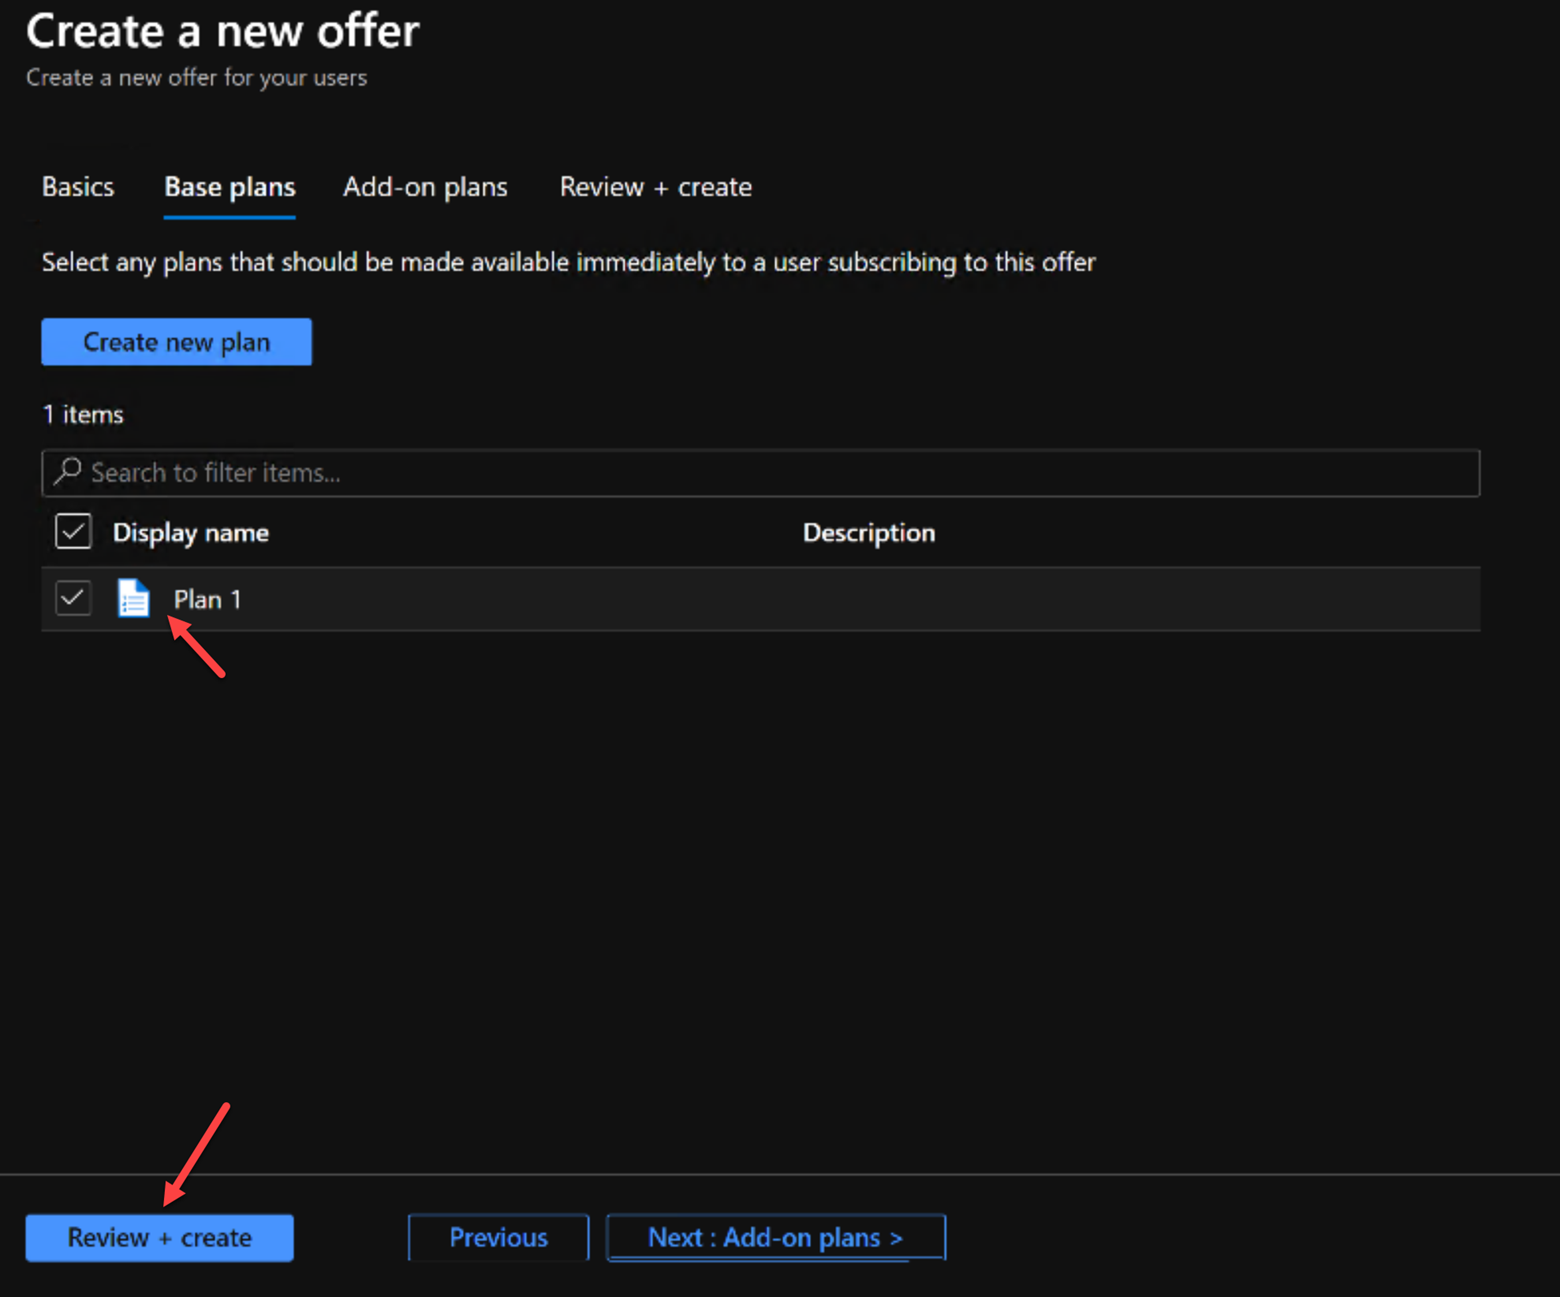 Create a new offer
Create a new offer for your users
Basics Base plans Add-on plans Review + create
Select any plans that should be made available immediately to a user subscribing to this offer
Create new plan
1 items
Search to filter items...
Display name Description
Plan 1
Review + create Previous Next : Add-on plans >